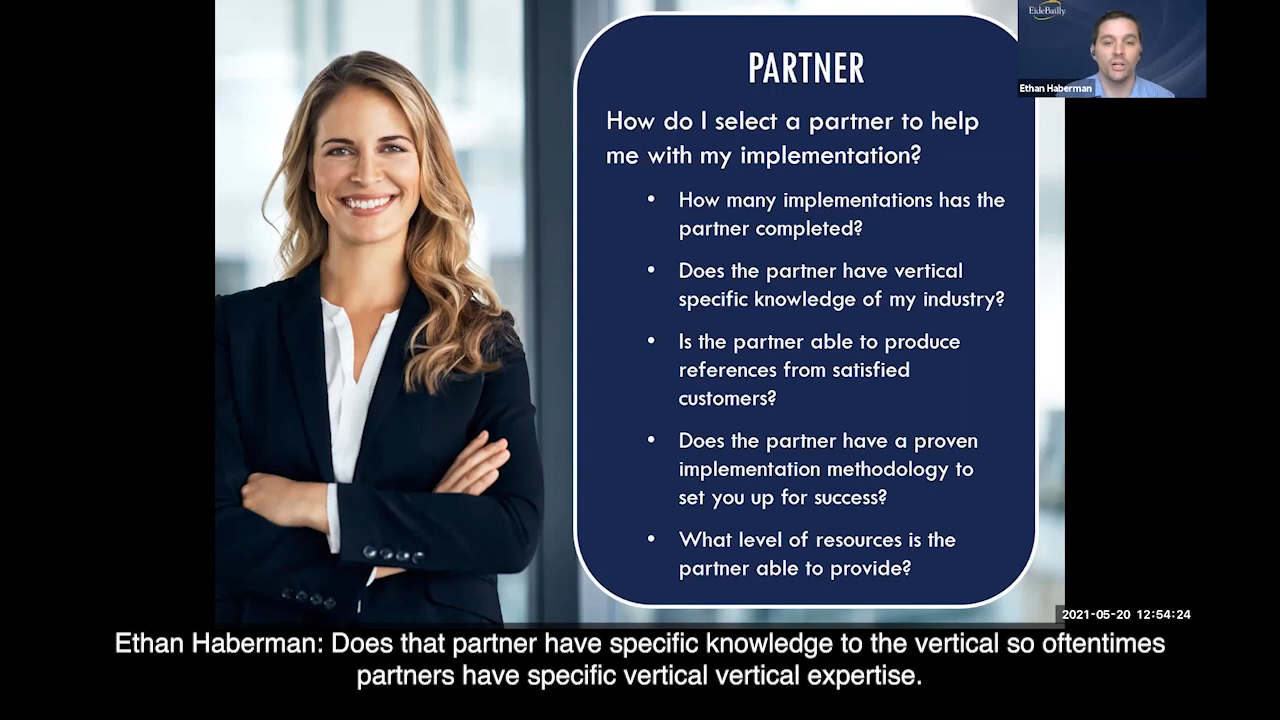 EideBailly
Ethan Haberman
PARTNER
How do I select a partner to help
me with my implementation?
• How many implementations has the
partner completed?
• Does the partner have vertical
specific knowledge of my industry?
• Is the partner able to produce
references from satisfied
customers?
• Does the partner have a proven
implementation methodology to
set you up for success?
• What level of resources is the
partner able to provide?
2021-05-20 12:54:24
Ethan Haberman: Does that partner have specific knowledge to the vertical so oftentimes
partners have specific vertical vertical expertise.